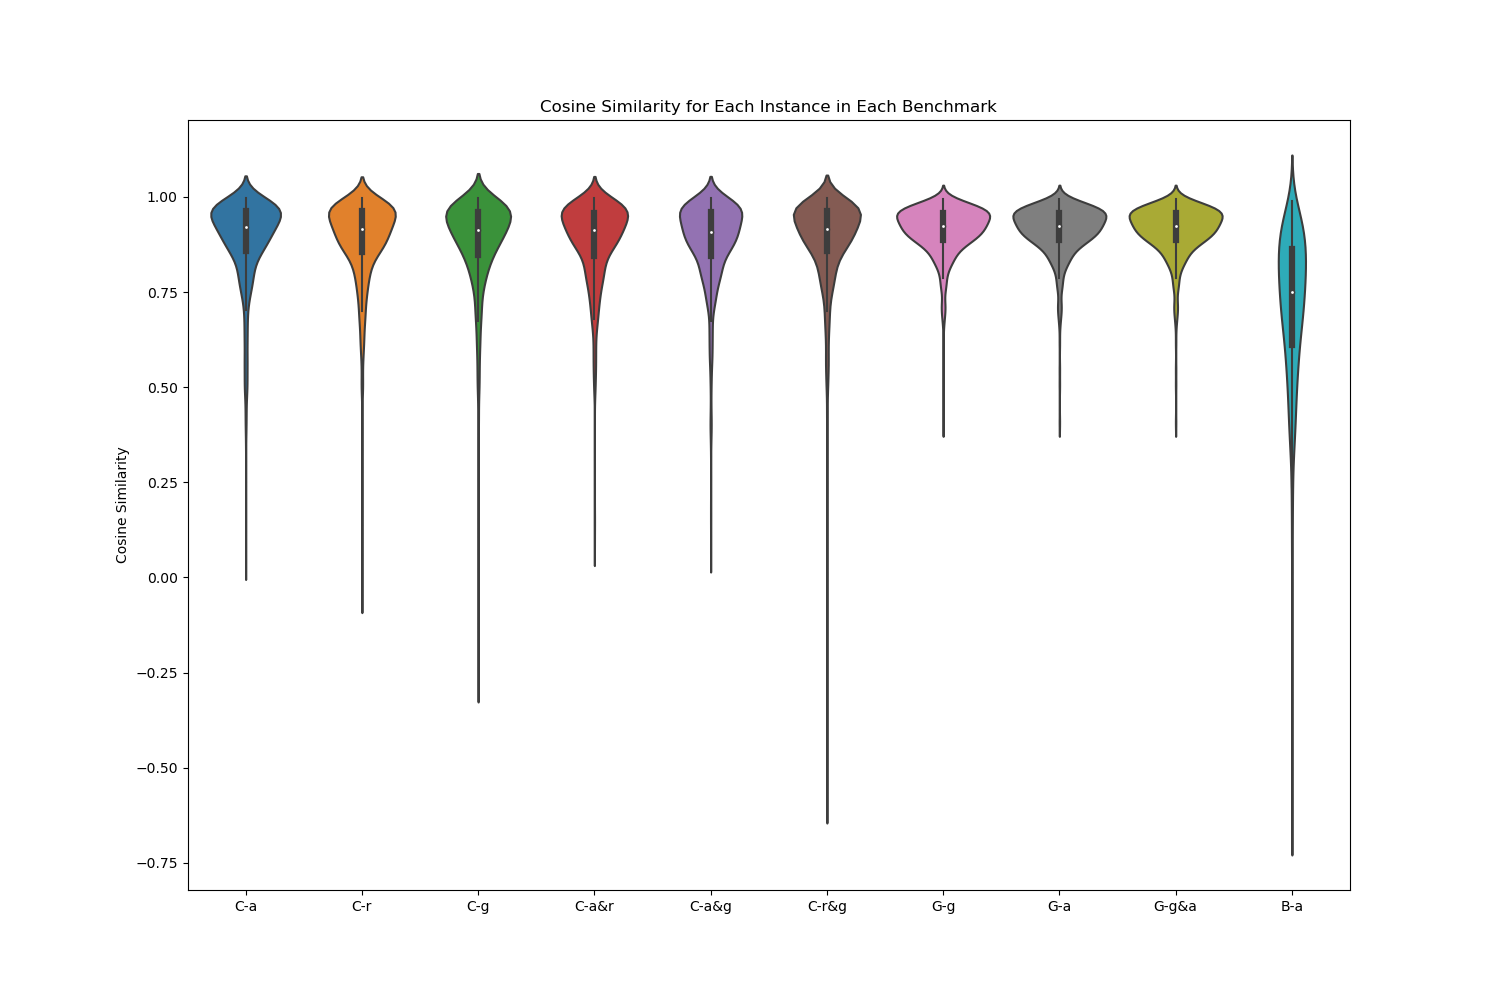 Cosine Similarity for Each Instance in Each Benchmark
Cosine Similarity
1.00
0.75
0.50
0.25
0.00
−0.25
−0.50
−0.75
C-a C-r C-g C-a&r C-a&g C-r&g G-g G-a G-g&a B-a